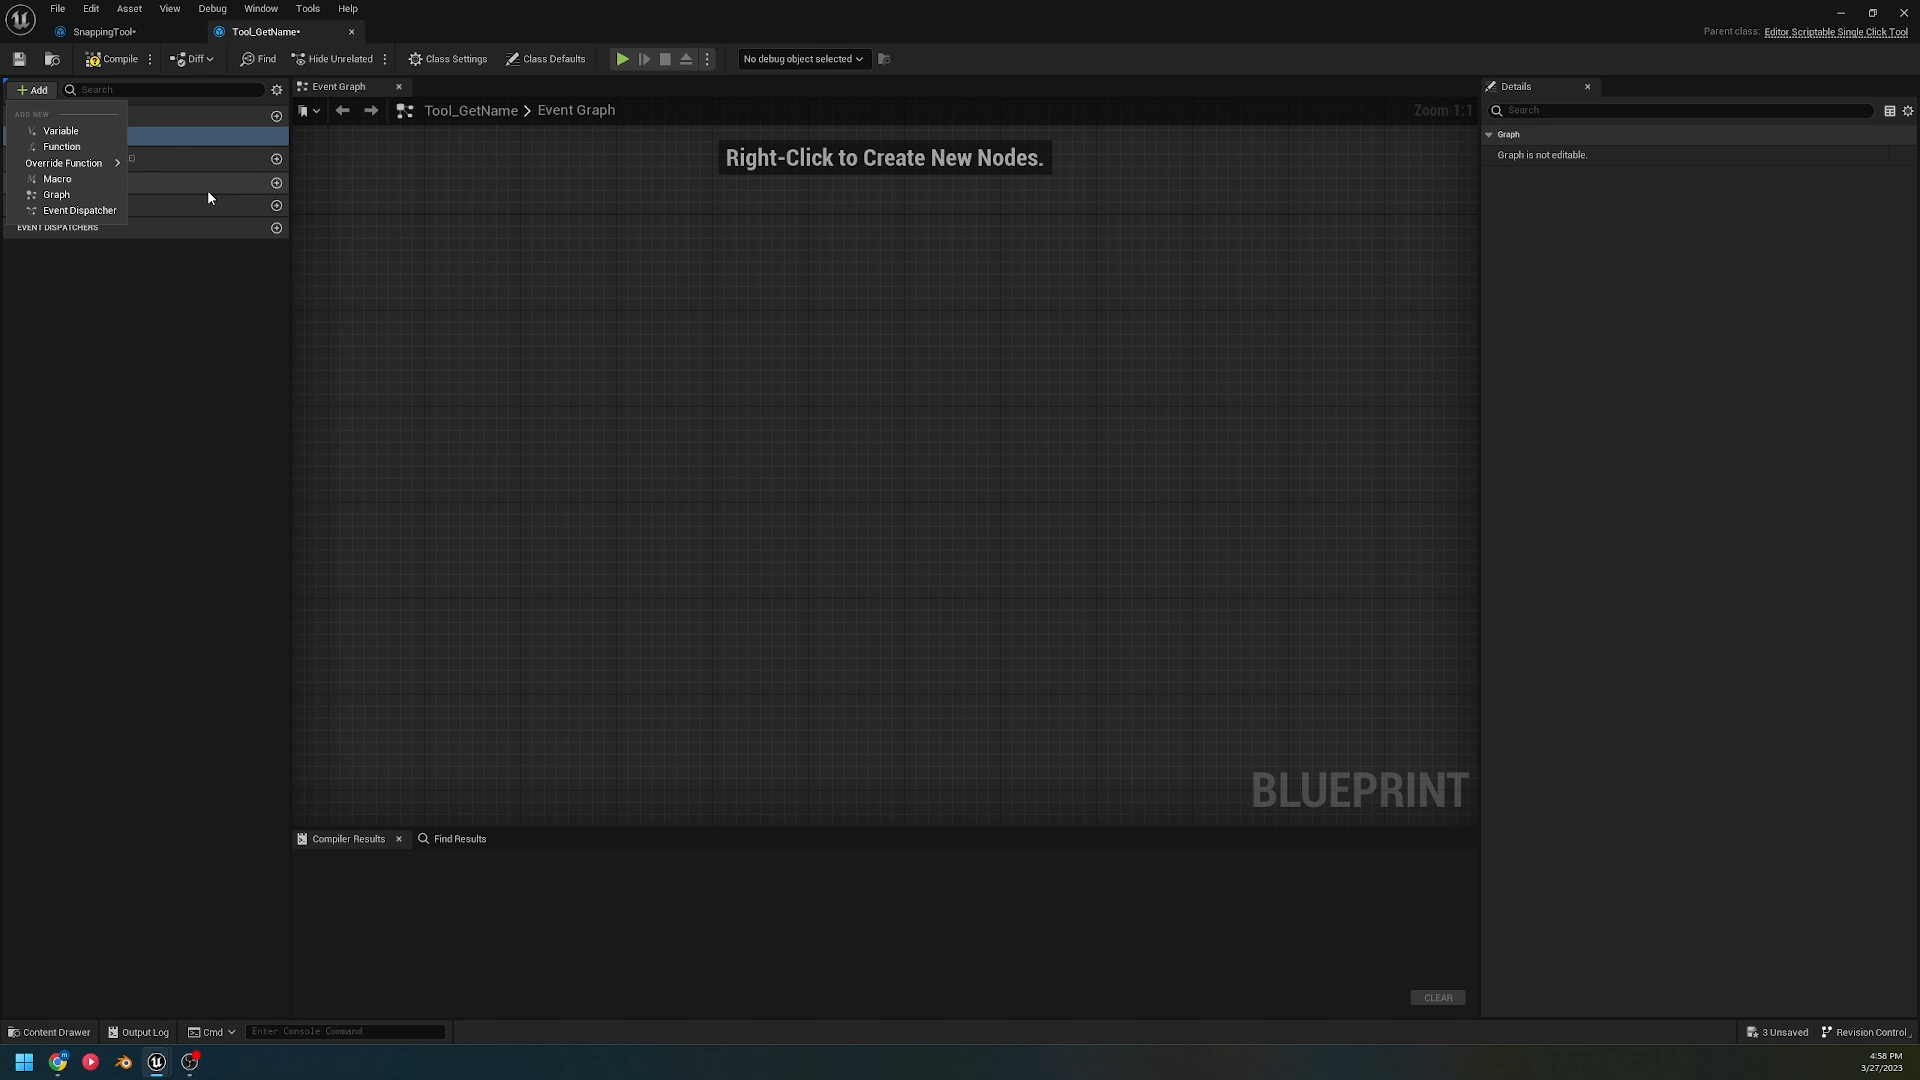 File Edit Asset View Debug Window Tools Help
SnappingTool*
Tool_GetName*
Parent class: Editor Scriptable Single Click Tool
Compile
Diff
Find
Hide Unrelated
Class Settings
Class Defaults
No debug object selected
Add
Search
Event Graph
Details
Tool_GetName > Event Graph
Zoom 1:1
Search
ADD NEW
Variable
Function
Override Function
Macro
Graph
Event Dispatcher
EVENT DISPATCHERS
Right-Click to Create New Nodes.
Graph
Graph is not editable.
BLUEPRINT
Compiler Results
Find Results
CLEAR
Content Drawer
Output Log
Cmd
Enter Console Command
3 Unsaved
Revision Control
4:58 PM
3/27/2023